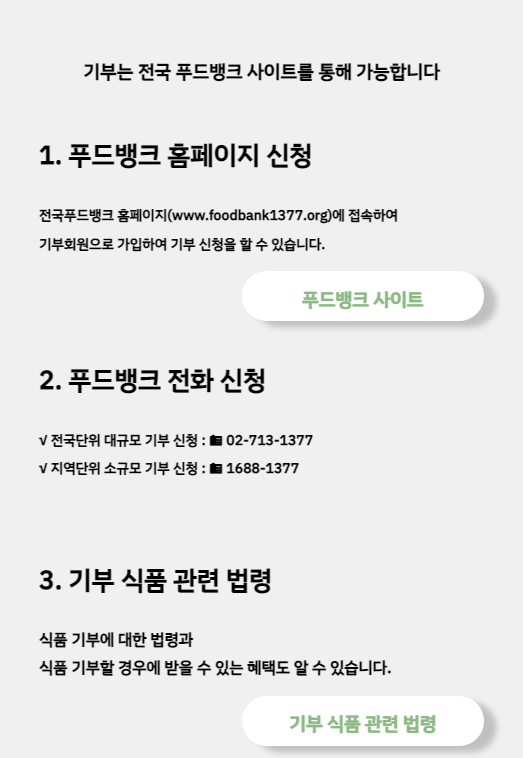 기부는 전국 푸드뱅크 사이트를 통해 가능합니다
1. 푸드뱅크 홈페이지 신청
전국푸드뱅크 홈페이지(www.foodbank1377.org)에 접속하여
기부회원으로 가입하여 기부 신청을 할 수 있습니다.
푸드뱅크 사이트
2. 푸드뱅크 전화 신청
√ 전국단위 대규모 기부 신청 : 02-713-1377
√ 지역단위 소규모 기부 신청 : 1688-1377
3. 기부 식품 관련 법령
식품 기부에 대한 법령과
식품 기부할 경우에 받을 수 있는 혜택도 알 수 있습니다.
기부 식품 관련 법령